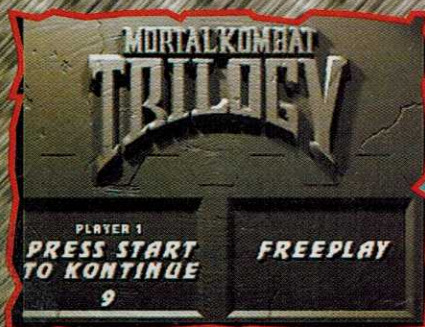 MORTAL KOMBAT
TRILOGY
PLAYER 1
PRESS START
TO KONTINUE
9
FREEPLAY